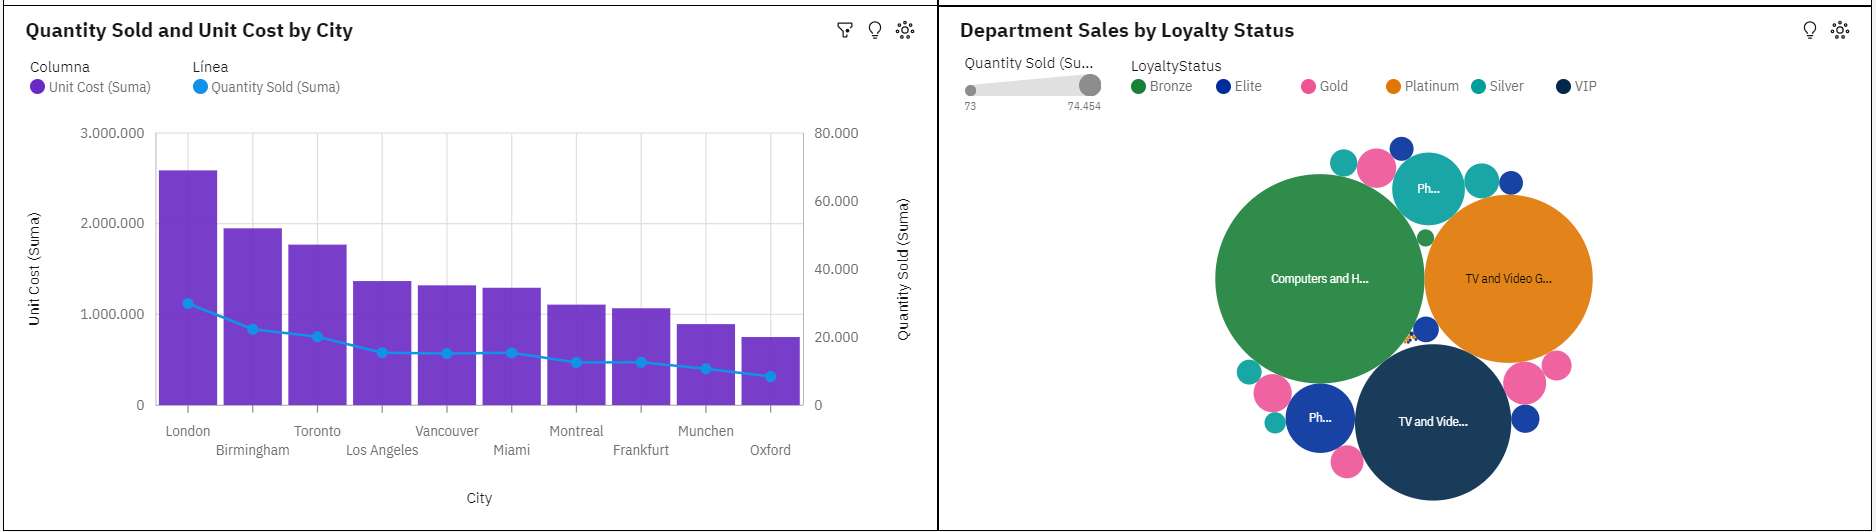 Quantity Sold and Unit Cost by City
Columna
Línea
Unit Cost (Suma)
Quantity Sold (Suma)
3.000.000
2.000.000
1.000.000
0
80.000
60.000
40.000
20.000
0
Unit Cost (Suma)
Quantity Sold (Suma)
London
Birmingham
Toronto
Los Angeles
Vancouver
Miami
Montreal
Frankfurt
Munchen
Oxford
City
Department Sales by Loyalty Status
Quantity Sold (Su...
73
74.454
LoyaltyStatus
Bronze
Elite
Gold
Platinum
Silver
VIP
Ph...
Computers and H...
TV and Video G...
Ph...
TV and Vide...